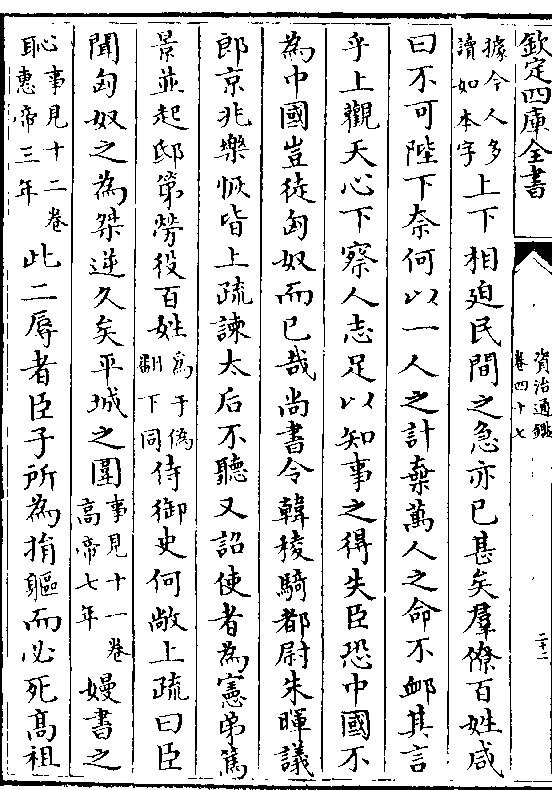 欽定四庫全書
資治通鑑
卷四十七
二十二
據今人多
讀如本字上下相迫民間之急亦已甚矣羣僚百姓咸
曰不可陛下奈何以一人之計棄萬人之命不卹其言
乎上觀天心下察人志足以知事之得失臣恐中國不
為中國豈徒匈奴而已哉尚書令韓稜騎都尉朱暉議
郎京兆樂恢皆上疏諫太后不聽又詔使者為憲弟篤
景並起邸第勞役百姓為于偽
翻下同侍御史何敞上疏曰臣
聞匈奴之為桀逆久矣平城之圍事見十一卷
高帝七年嫚書之
恥事見十二卷
惠帝三年此二辱者臣子所為捐軀而必死高祖